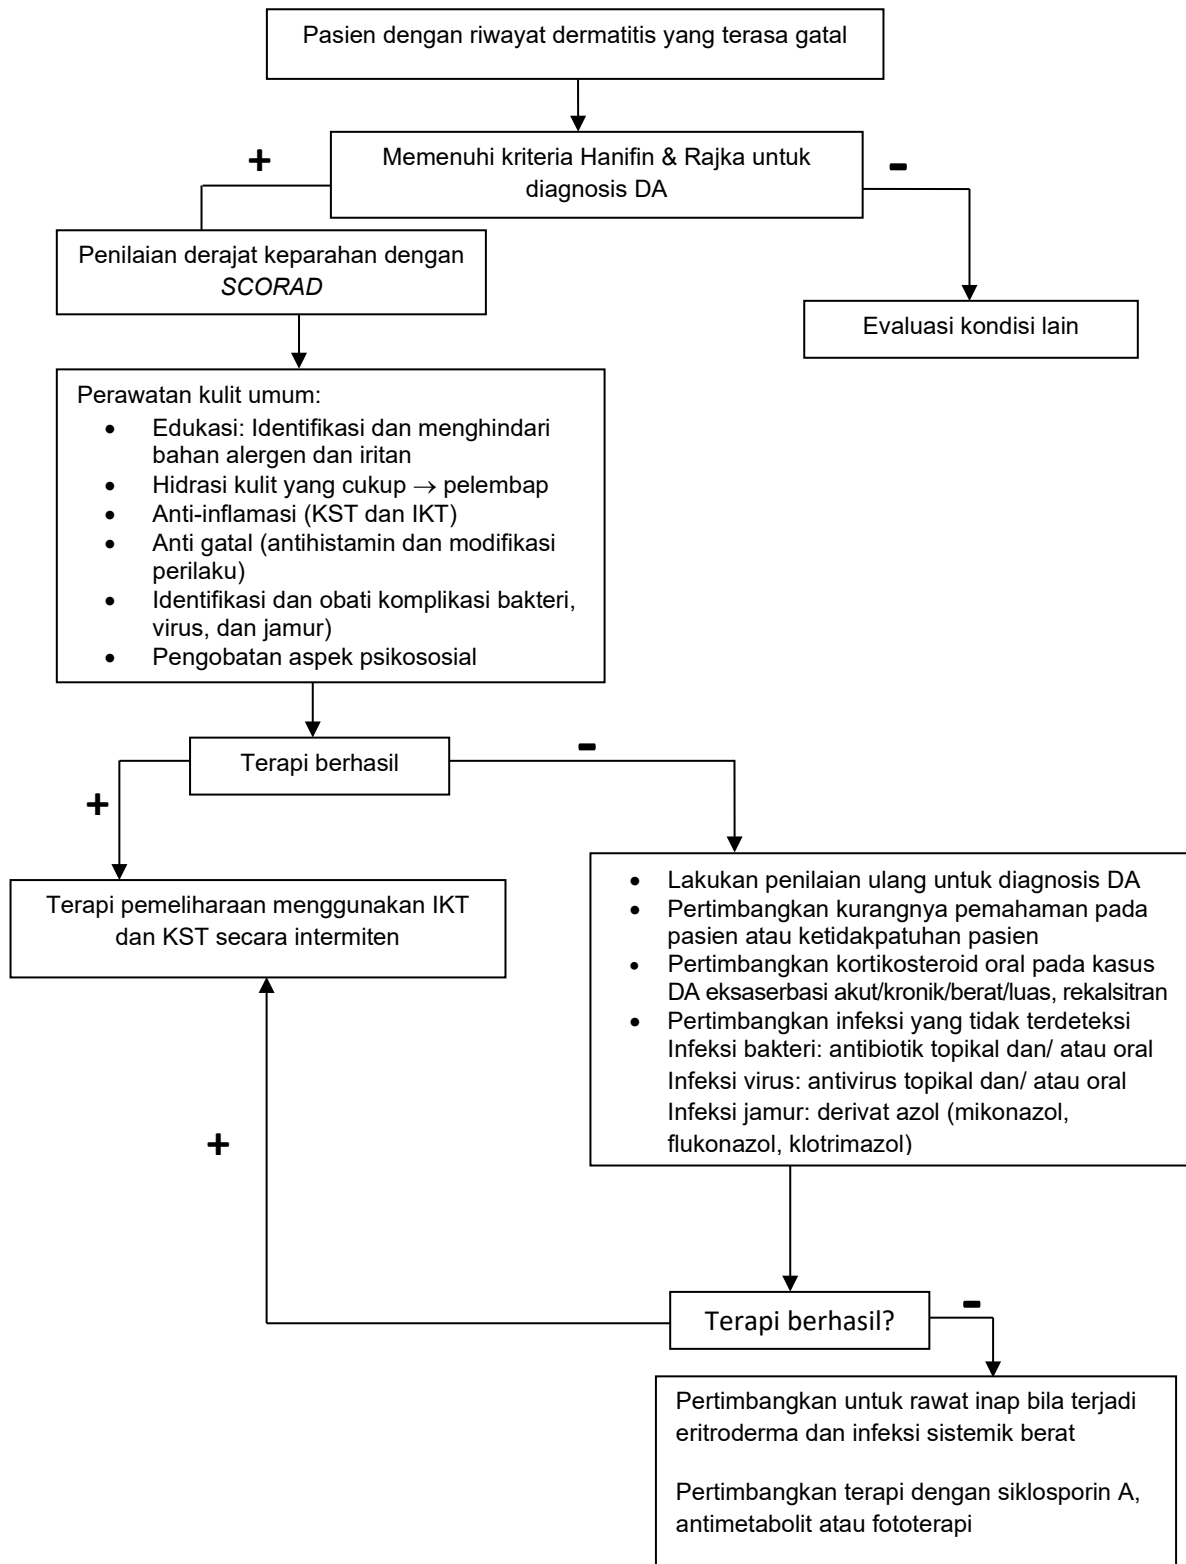 Pasien dengan riwayat dermatitis yang terasa gatal
+
Memenuhi kriteria Hanifin & Rajka untuk
diagnosis DA
-
Penilaian derajat keparahan dengan
SCORAD
Evaluasi kondisi lain
Perawatan kulit umum:
• Edukasi: Identifikasi dan menghindari
bahan alergen dan iritan
• Hidrasi kulit yang cukup → pelembap
• Anti-inflamasi (KST dan IKT)
• Anti gatal (antihistamin dan modifikasi
perilaku)
• Identifikasi dan obati komplikasi bakteri,
virus, dan jamur)
• Pengobatan aspek psikososial
Terapi berhasil
-
+
Terapi pemeliharaan menggunakan IKT
dan KST secara intermiten
• Lakukan penilaian ulang untuk diagnosis DA
• Pertimbangkan kurangnya pemahaman pada
pasien atau ketidakpatuhan pasien
• Pertimbangkan kortikosteroid oral pada kasus
DA eksaserbasi akut/kronik/berat/luas, rekalsitran
• Pertimbangkan infeksi yang tidak terdeteksi
Infeksi bakteri: antibiotik topikal dan/ atau oral
Infeksi virus: antivirus topikal dan/ atau oral
Infeksi jamur: derivat azol (mikonazol,
flukonazol, klotrimazol)
+
Terapi berhasil?
-
Pertimbangkan untuk rawat inap bila terjadi
eritroderma dan infeksi sistemik berat
Pertimbangkan terapi dengan siklosporin A,
antimetabolit atau fototerapi